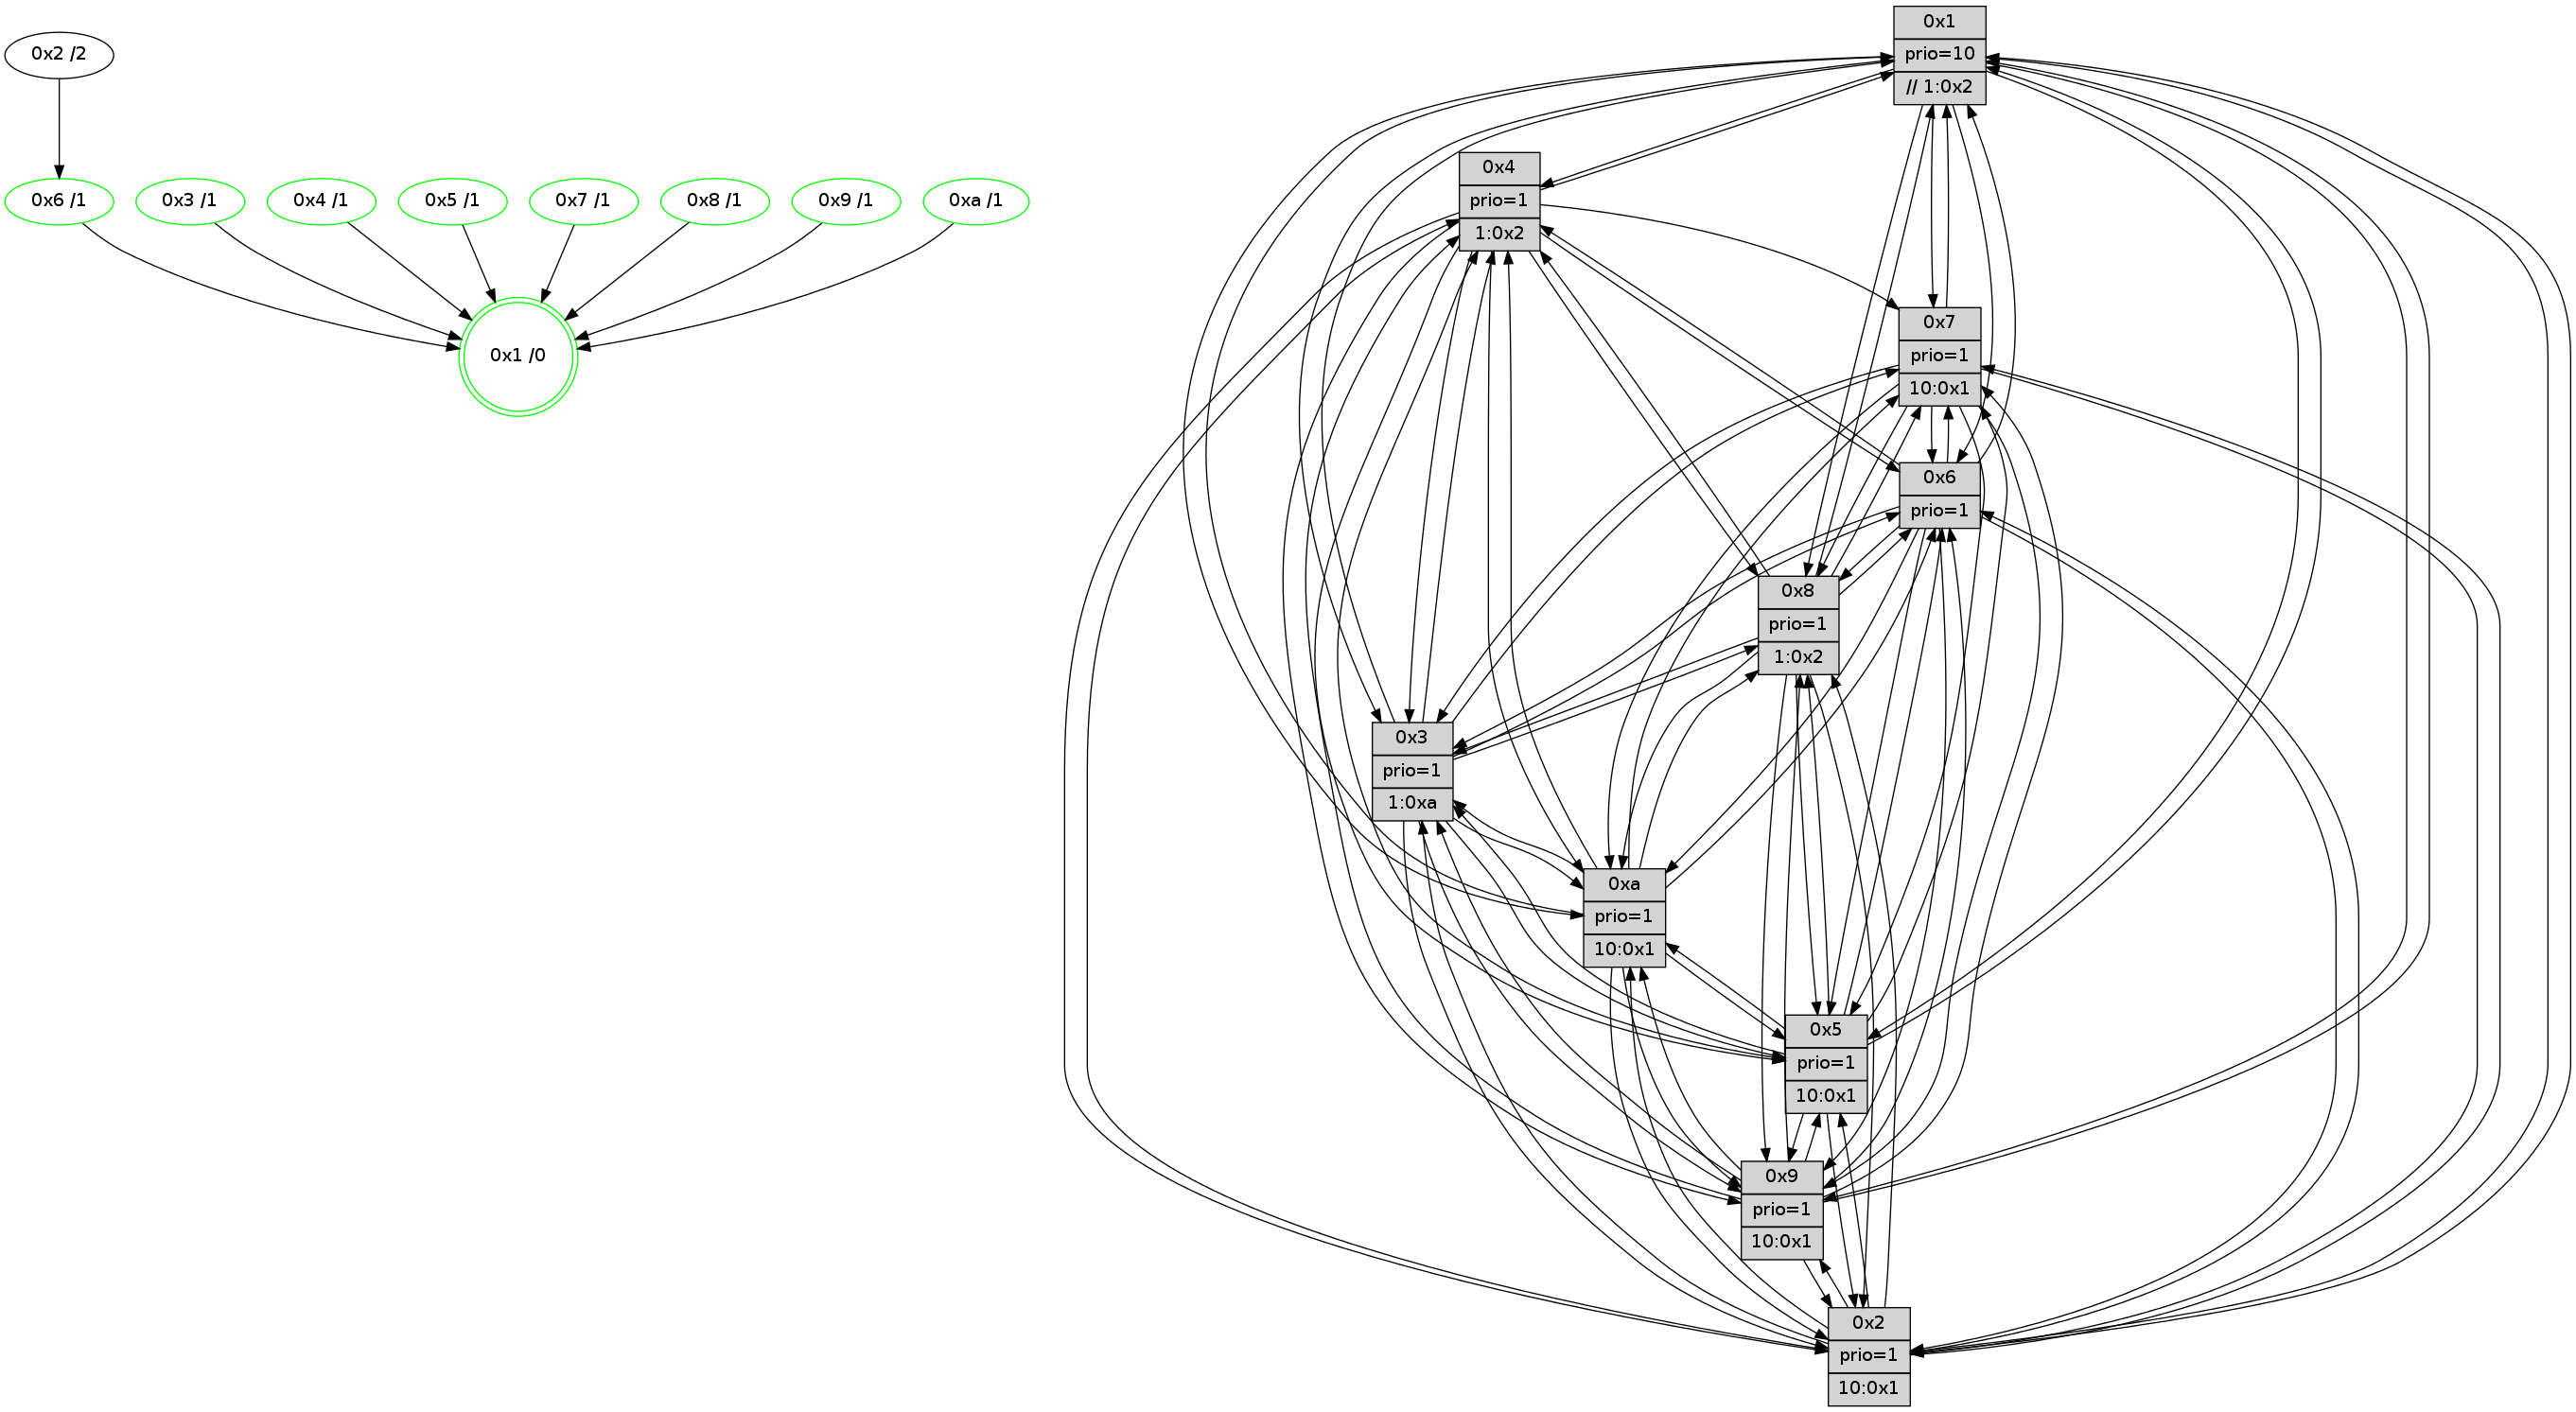 0x2 /2
0x6 /1
0x3 /1
0x4 /1
0x5 /1
0x7 /1
0x8 /1
0x9 /1
0xa /1
0x1 /0
0x1
prio=10
// 1:0x2
0x4
prio=1
1:0x2
0x7
prio=1
10:0x1
0x6
prio=1
0x8
prio=1
1:0x2
0x3
prio=1
1:0xa
0xa
prio=1
10:0x1
0x5
prio=1
10:0x1
0x9
prio=1
10:0x1
0x2
prio=1
10:0x1